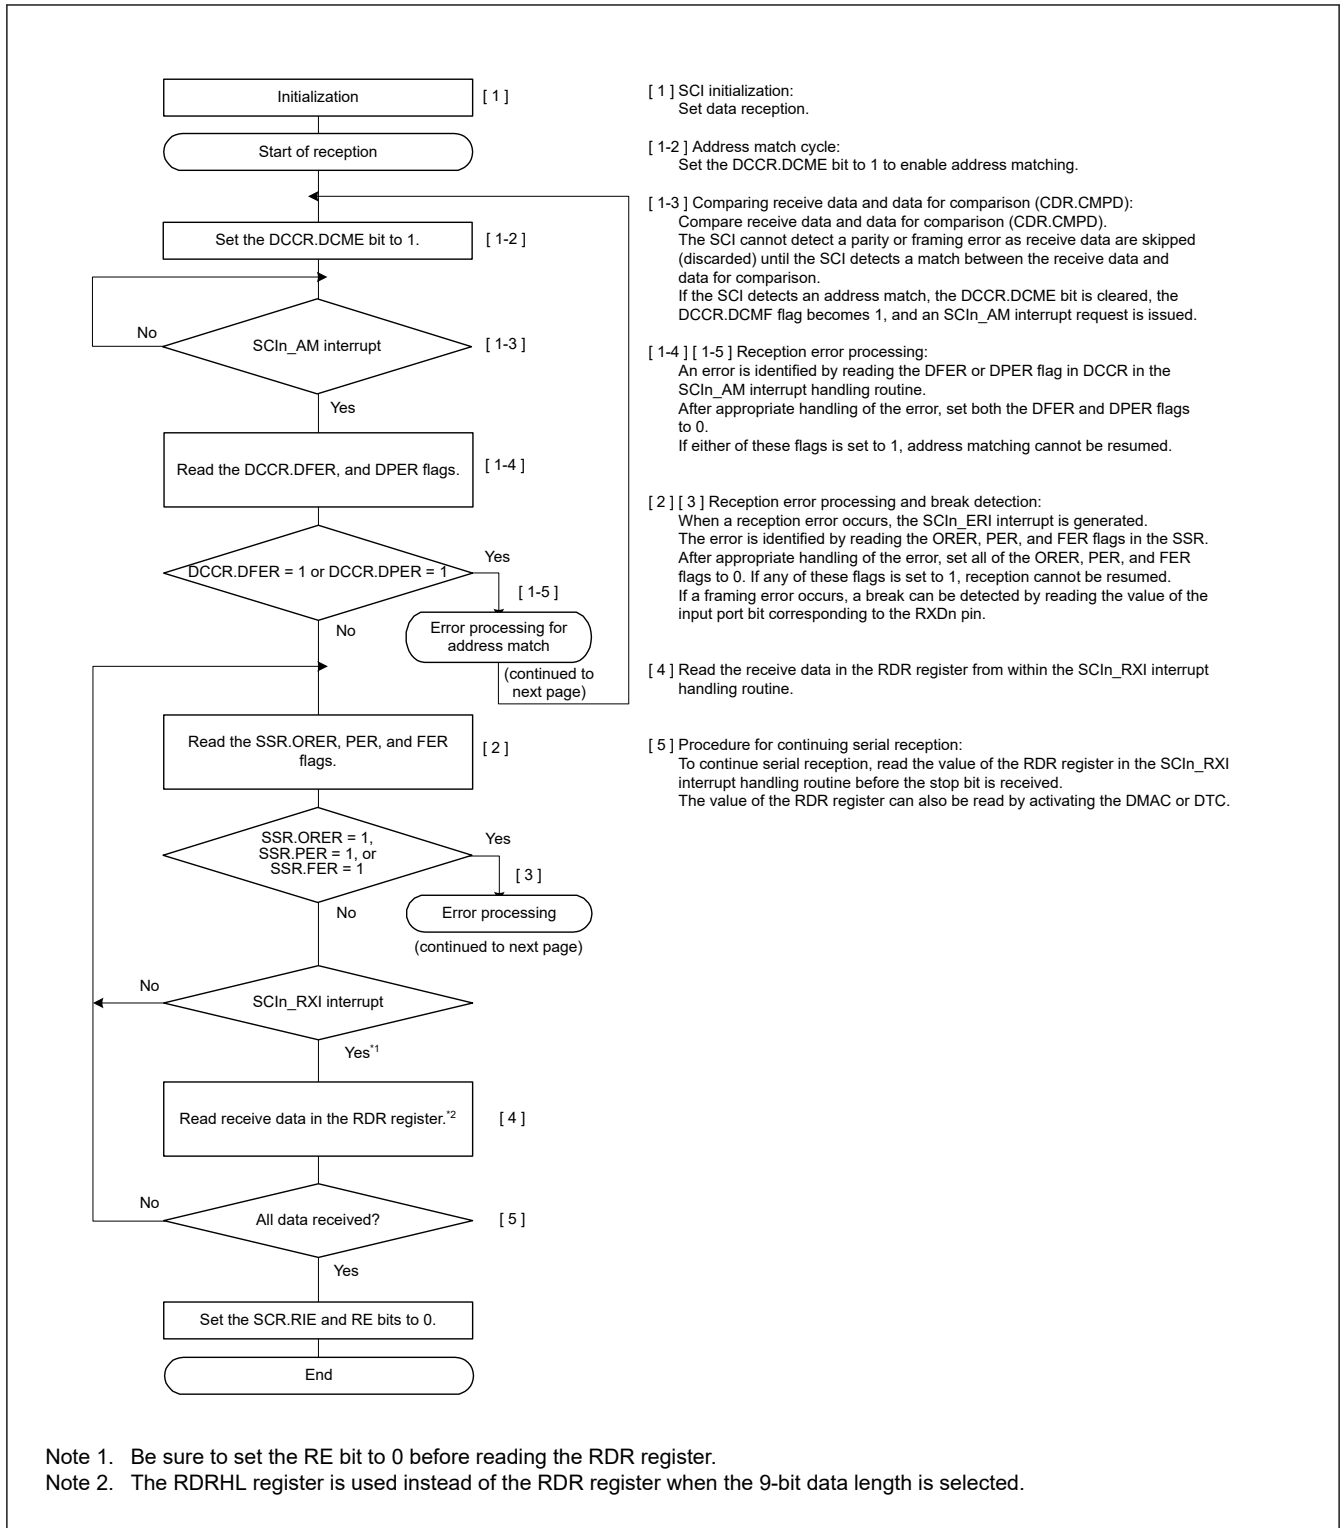 Initialization
[ 1 ]
Start of reception
Set the DCCR.DCME bit to 1.
[ 1-2 ]
No
SCIn_AM interrupt
[ 1-3 ]
Yes
Read the DCCR.DFER, and DPER flags.
[ 1-4 ]
DCCR.DFER = 1 or DCCR.DPER = 1
Yes
[ 1-5 ]
No
Error processing for
address match
(continued to
next page)
Read the SSR.ORER, PER, and FER
flags.
[ 2 ]
SSR.ORER = 1,
SSR.PER = 1, or
SSR.FER = 1
Yes
[ 3 ]
No
Error processing
(continued to next page)
No
SCIn_RXI interrupt
Yes*1
Read receive data in the RDR register.*2
[ 4 ]
No
All data received?
[ 5 ]
Yes
Set the SCR.RIE and RE bits to 0.
End
[ 1 ] SCI initialization:
Set data reception.
[ 1-2 ] Address match cycle:
Set the DCCR.DCME bit to 1 to enable address matching.
[ 1-3 ] Comparing receive data and data for comparison (CDR.CMPD):
Compare receive data and data for comparison (CDR.CMPD).
The SCI cannot detect a parity or framing error as receive data are skipped
(discarded) until the SCI detects a match between the receive data and
data for comparison.
If the SCI detects an address match, the DCCR.DCME bit is cleared, the
DCCR.DCMF flag becomes 1, and an SCIn_AM interrupt request is issued.
[ 1-4 ] [ 1-5 ] Reception error processing:
An error is identified by reading the DFER or DPER flag in DCCR in the
SCIn_AM interrupt handling routine.
After appropriate handling of the error, set both the DFER and DPER flags
to 0.
If either of these flags is set to 1, address matching cannot be resumed.
[ 2 ] [ 3 ] Reception error processing and break detection:
When a reception error occurs, the SCIn_ERI interrupt is generated.
The error is identified by reading the ORER, PER, and FER flags in the SSR.
After appropriate handling of the error, set all of the ORER, PER, and FER
flags to 0. If any of these flags is set to 1, reception cannot be resumed.
If a framing error occurs, a break can be detected by reading the value of the
input port bit corresponding to the RXDn pin.
[ 4 ] Read the receive data in the RDR register from within the SCIn_RXI interrupt
handling routine.
[ 5 ] Procedure for continuing serial reception:
To continue serial reception, read the value of the RDR register in the SCIn_RXI
interrupt handling routine before the stop bit is received.
The value of the RDR register can also be read by activating the DMAC or DTC.
Note 1. Be sure to set the RE bit to 0 before reading the RDR register.
Note 2. The RDRHL register is used instead of the RDR register when the 9-bit data length is selected.